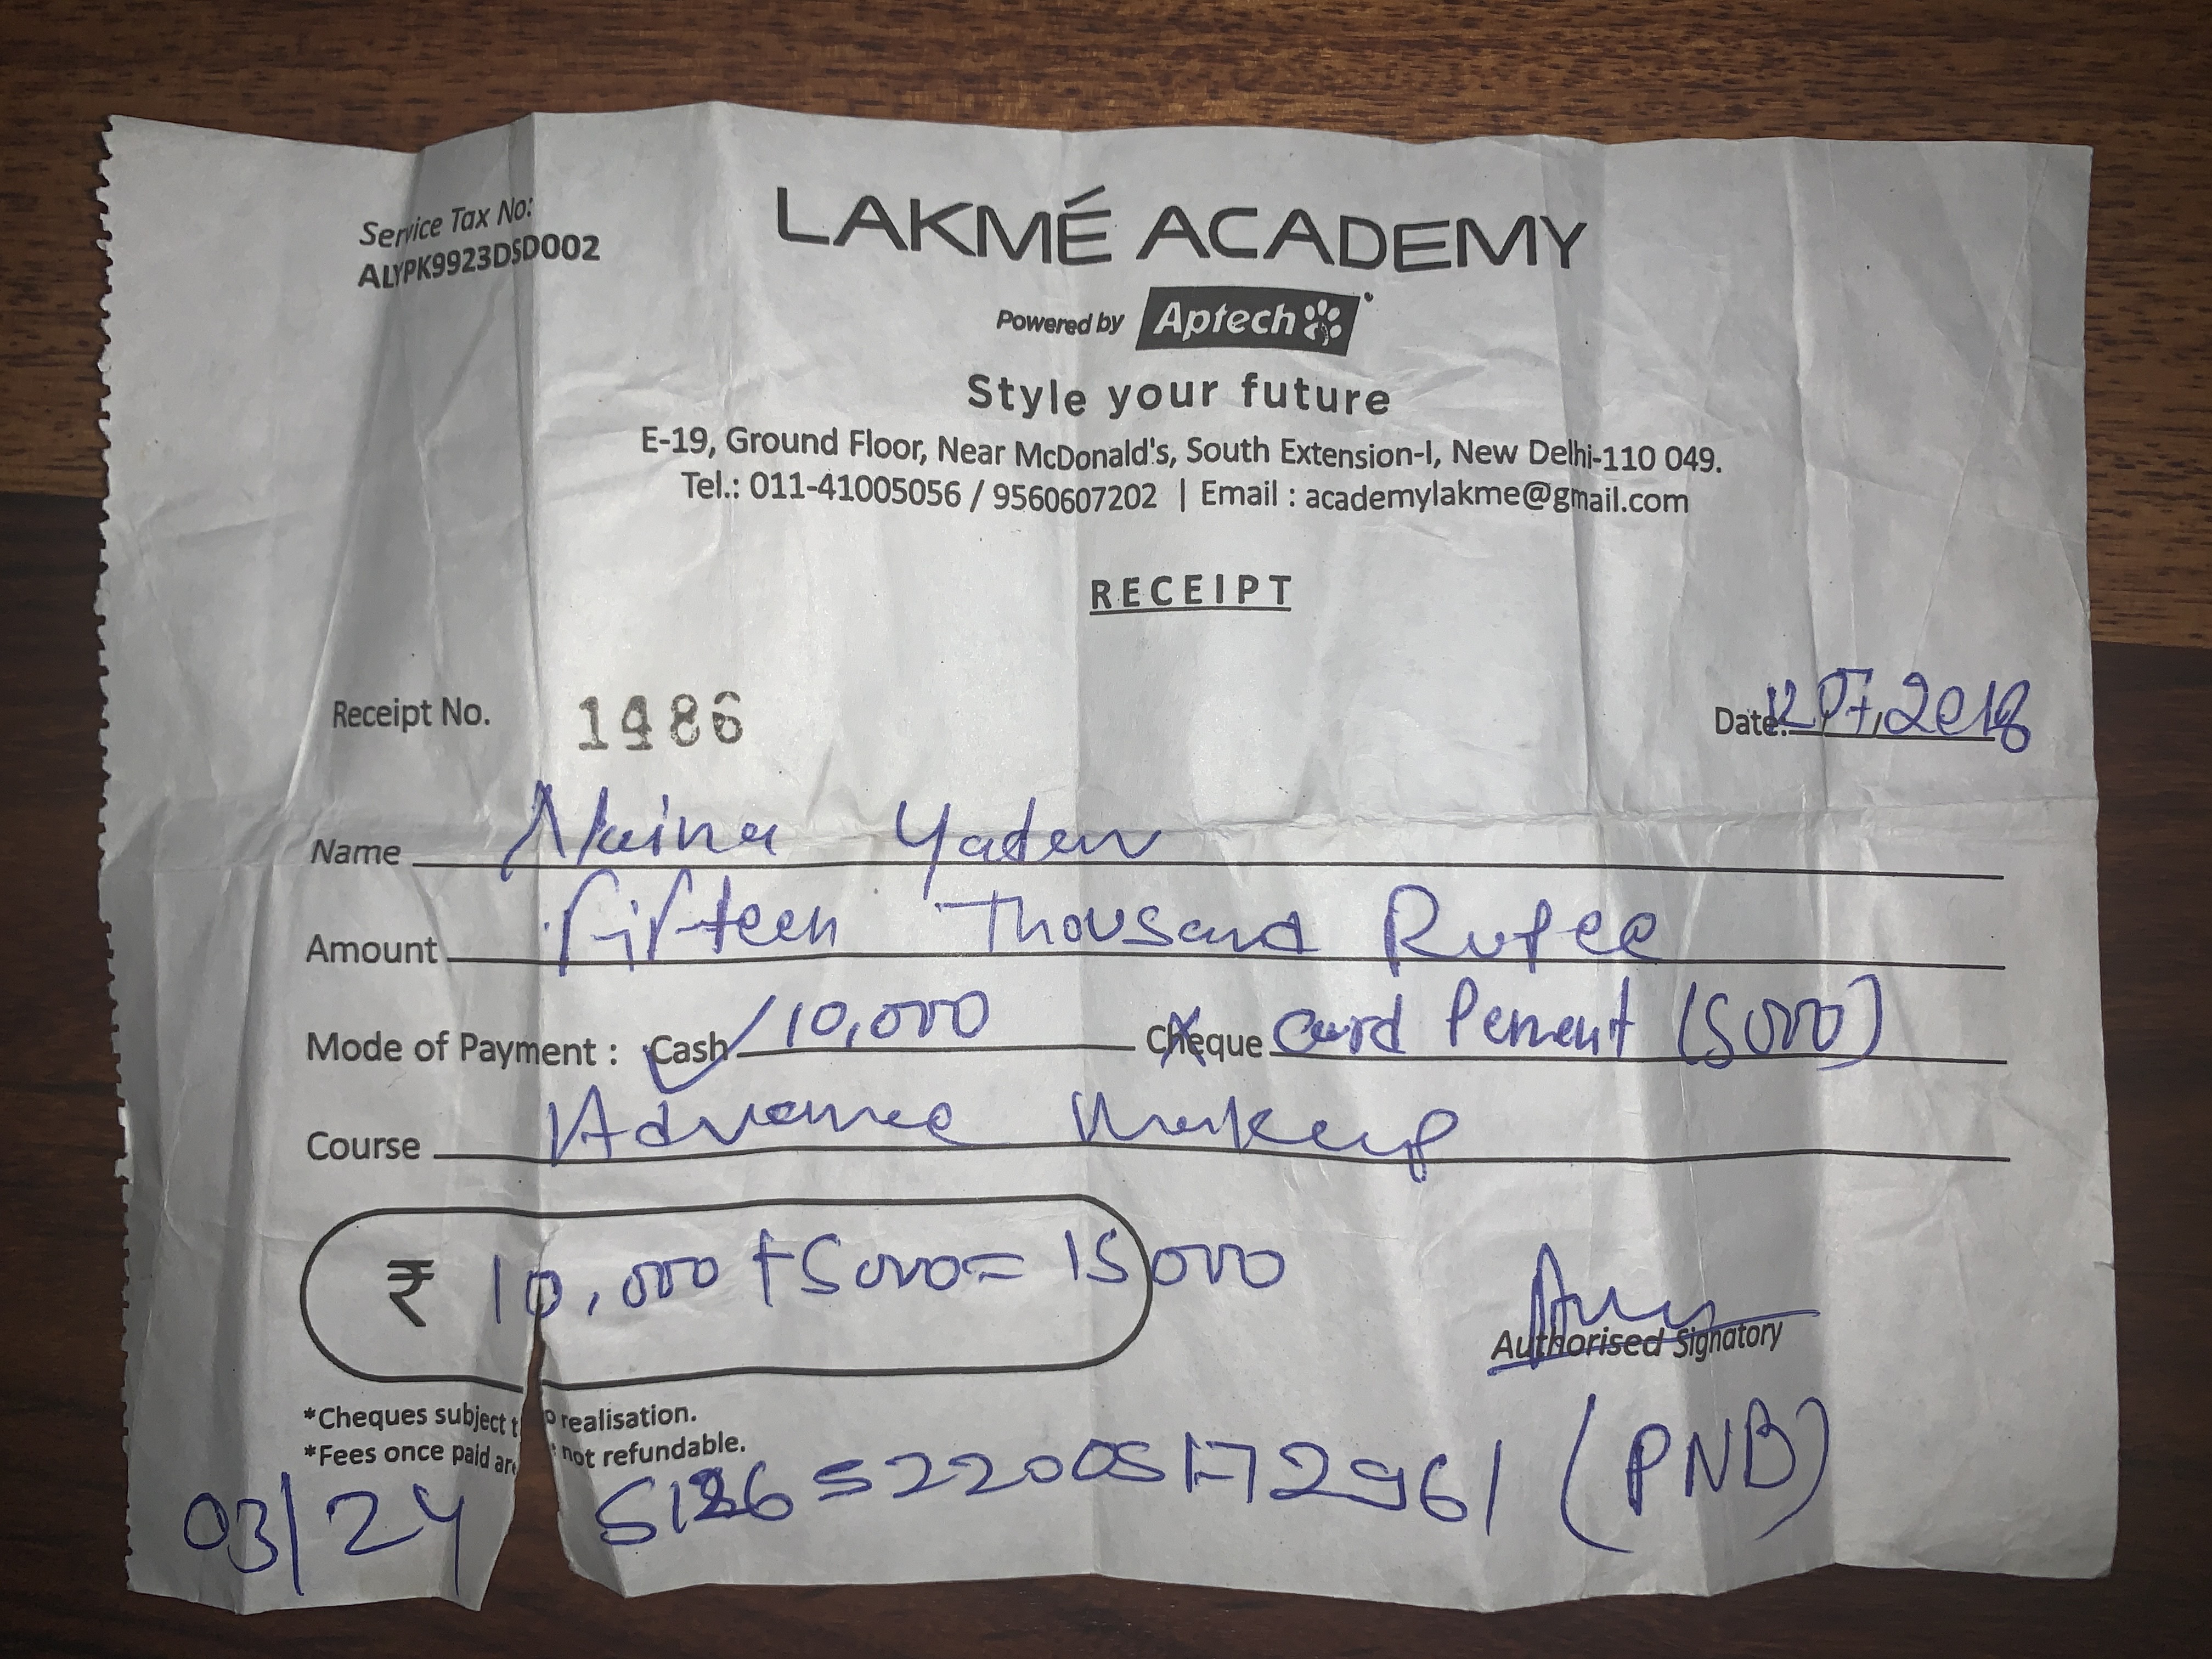 Service Tax No:
ALYPK9923DSD002
LAKMÉ ACADEMY
Powered by Aptech
Style your future
E-19, Ground Floor, Near McDonald's, South Extension-I, New Delhi-110 049.
Tel.: 011-41005056 / 9560607202 | Email : academylakme@gmail.com
RECEIPT
Receipt No. 1486
Date: 12.07.2018
Name Naina Yadav
Amount Fifteen Thousand Rupee
Mode of Payment : Cash 10,000 Cheque Card Pement (5000)
Course Advance Makeup
₹ 10,000 + 5000 = 15000
Authorised Signatory
*Cheques subject to realisation.
*Fees once paid are not refundable.
03/24 (PNB)